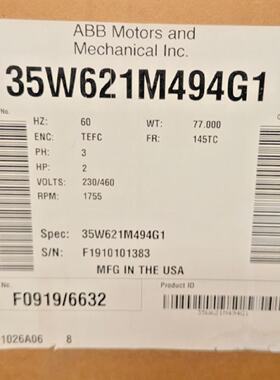 ABB Motors and
Mechanical Inc.
35W621M494G1
No.
HZ: 60 WT: 77.000
ENC: TEFC FR: 145TC
PH: 3
HP: 2
VOLTS: 230/460
RPM: 1755
Spec: 35W621M494G1
S/N: F1910101383
MFG IN THE USA
No. Product ID
F0919/6632
35W621M494G1
1026A06 8